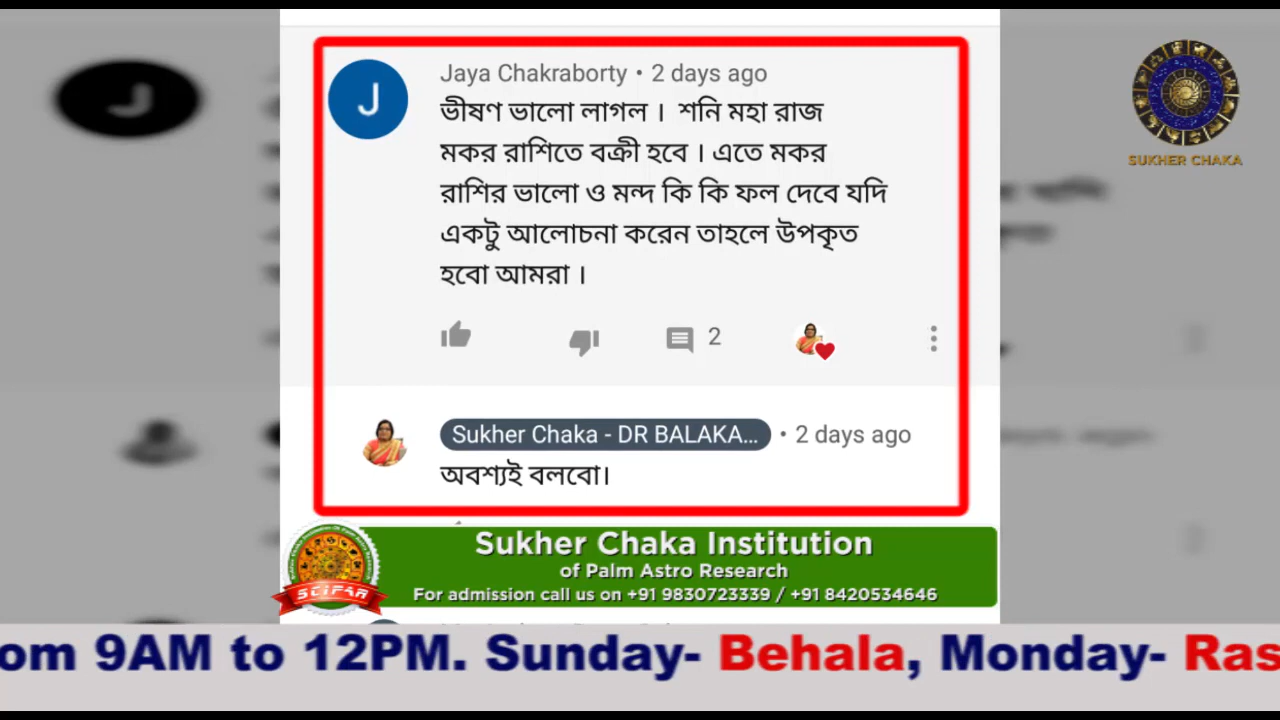 Jaya Chakraborty • 2 days ago
ভীষণ ভালো লাগল । শনি মহা রাজ
মকর রাশিতে বক্রী হবে । এতে মকর
রাশির ভালো ও মন্দ কি কি ফল দেবে যদি
একটু আলোচনা করেন তাহলে উপকৃত
হবো আমরা ।
2
SUKHER CHAKA
Sukher Chaka - DR BALAKA... • 2 days ago
অবশ্যই বলবো।
Sukher Chaka Institution
of Palm Astro Research
For admission call us on +91 9830723339 / +91 8420534646
SCIPAR
om 9AM to 12PM. Sunday- Behala, Monday- Ras